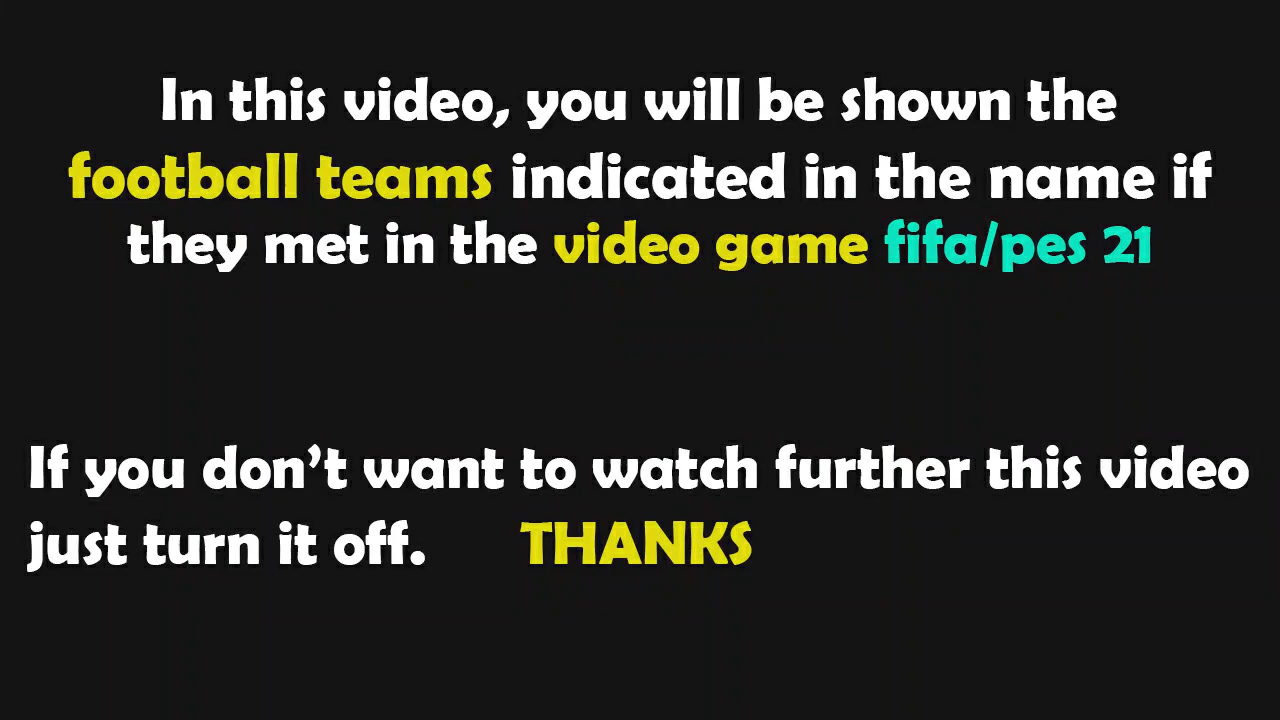 In this video, you will be shown the
football teams indicated in the name if
they met in the video game fifa/pes 21
If you don't want to watch further this video
just turn it off. THANKS